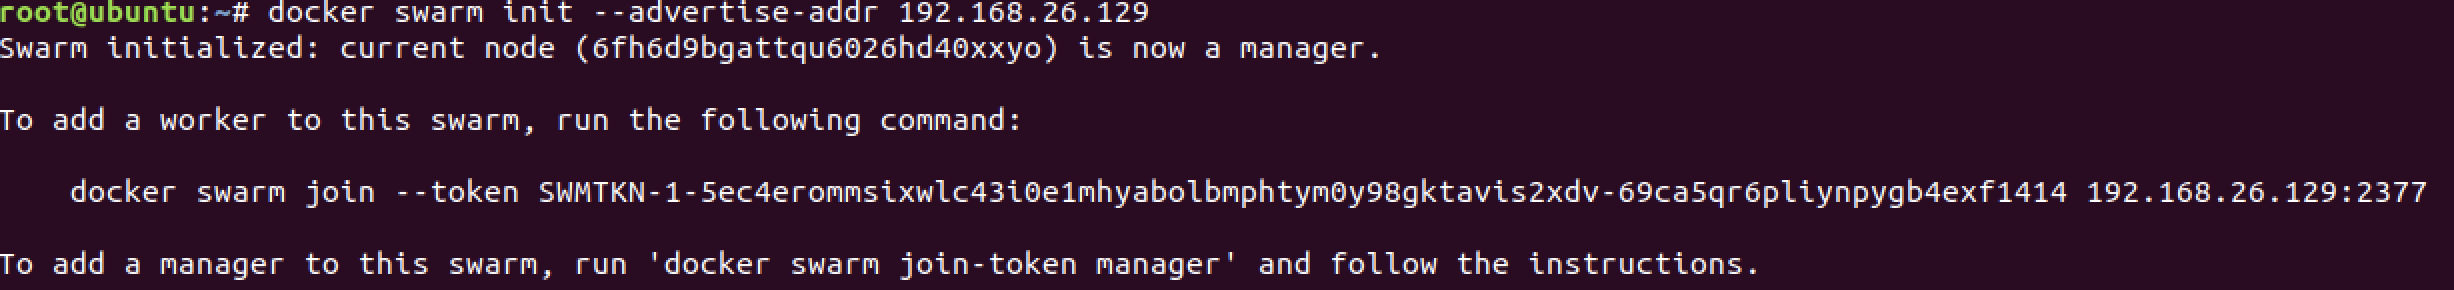 root@ubuntu:~# docker swarm init --advertise-addr 192.168.26.129
Swarm initialized: current node (6fh6d9bgattqu6026hd40xxyo) is now a manager.
To add a worker to this swarm, run the following command:
docker swarm join --token SWMTKN-1-5ec4erommsixwlc43i0e1mhyabolbmphtym0y98gktavis2xdv-69ca5qr6pliynpygb4exf1414 192.168.26.129:2377
To add a manager to this swarm, run 'docker swarm join-token manager' and follow the instructions.